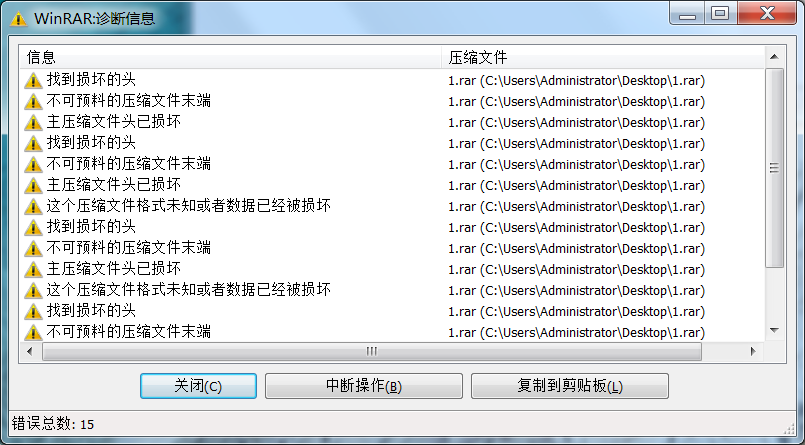 WinRAR:诊断信息
信息 压缩文件
找到损坏的头 1.rar (C:\Users\Administrator\Desktop\1.rar)
不可预料的压缩文件末端 1.rar (C:\Users\Administrator\Desktop\1.rar)
主压缩文件头已损坏 1.rar (C:\Users\Administrator\Desktop\1.rar)
找到损坏的头 1.rar (C:\Users\Administrator\Desktop\1.rar)
不可预料的压缩文件末端 1.rar (C:\Users\Administrator\Desktop\1.rar)
主压缩文件头已损坏 1.rar (C:\Users\Administrator\Desktop\1.rar)
这个压缩文件格式未知或者数据已经被损坏 1.rar (C:\Users\Administrator\Desktop\1.rar)
找到损坏的头 1.rar (C:\Users\Administrator\Desktop\1.rar)
不可预料的压缩文件末端 1.rar (C:\Users\Administrator\Desktop\1.rar)
主压缩文件头已损坏 1.rar (C:\Users\Administrator\Desktop\1.rar)
这个压缩文件格式未知或者数据已经被损坏 1.rar (C:\Users\Administrator\Desktop\1.rar)
找到损坏的头 1.rar (C:\Users\Administrator\Desktop\1.rar)
不可预料的压缩文件末端 1.rar (C:\Users\Administrator\Desktop\1.rar)
关闭(C) 中断操作(B) 复制到剪贴板(L)
错误总数: 15